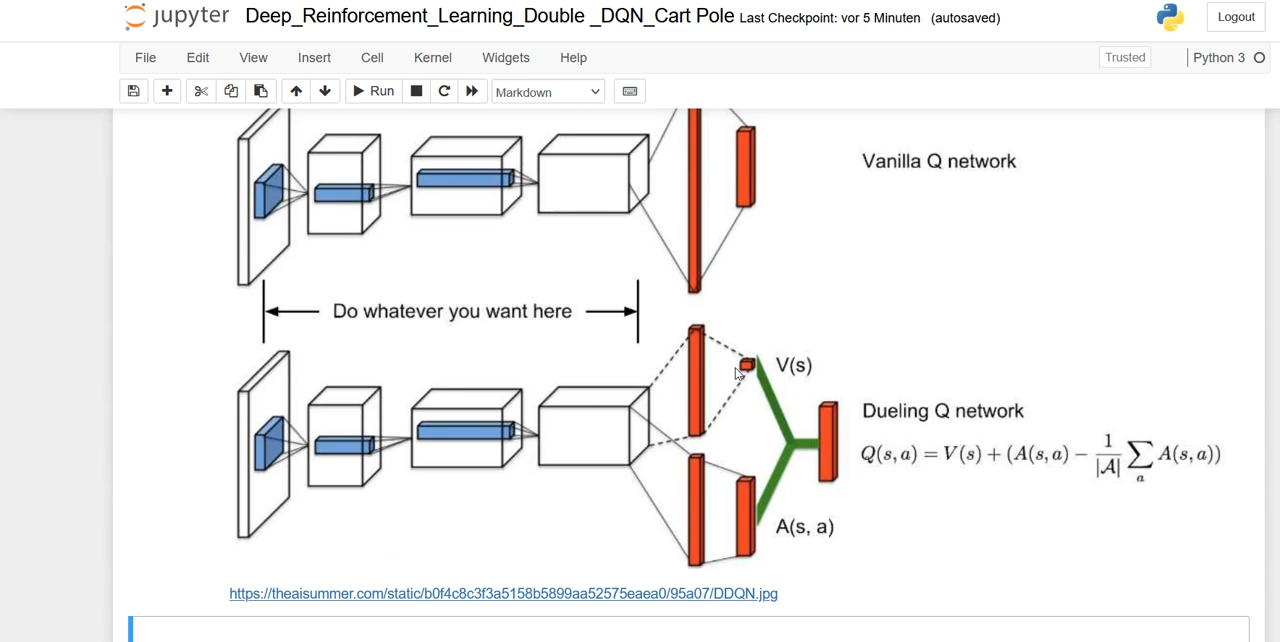 jupyter Deep_Reinforcement_Learning_Double _DQN_Cart Pole Last Checkpoint: vor 5 Minuten (autosaved) Logout
File Edit View Insert Cell Kernel Widgets Help Trusted Python 3
Run Markdown
Vanilla Q network
Do whatever you want here
V(s)
Dueling Q network
Q(s,a) = V(s) + (A(s,a) − 1/|𝒜| ∑ₐ A(s,a))
A(s, a)
https://theaisummer.com/static/b0f4c8c3f3a5158b5899aa52575eaea0/95a07/DDQN.jpg